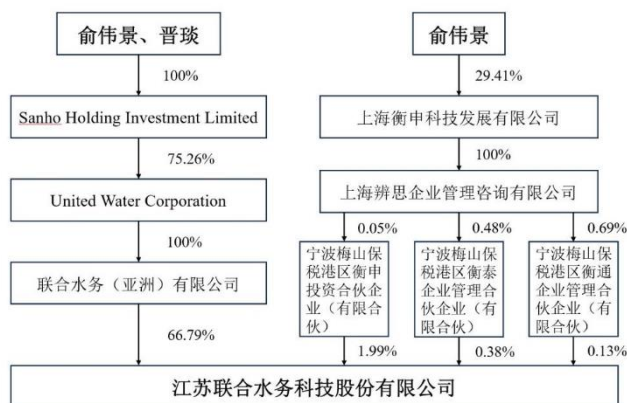 俞伟景、晋琰
俞伟景
100%
29.41%
Sanho Holding Investment Limited
上海衡申科技发展有限公司
75.26%
100%
United Water Corporation
上海辨思企业管理咨询有限公司
100%
0.05%
0.48%
0.69%
联合水务（亚洲）有限公司
宁波梅山保
税港区衡申
投资合伙企
业（有限合
伙）
宁波梅山保
税港区衡泰
企业管理合
伙企业（有
限合伙）
宁波梅山保
税港区衡通
企业管理合
伙企业（有
限合伙）
66.79%
1.99%
0.38%
0.13%
江苏联合水务科技股份有限公司